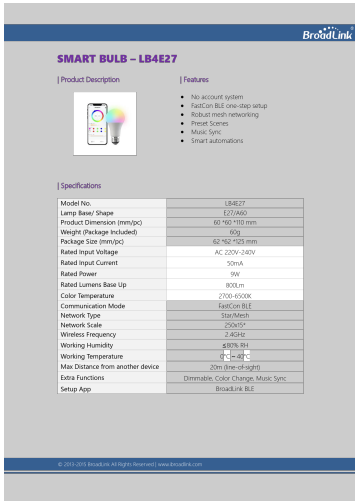 BroadLink®
SMART BULB – LB4E27
| Product Description
| Features
● No account system
● FastCon BLE one-step setup
● Robust mesh networking
● Preset Scenes
● Music Sync
● Smart automations
| Specifications
Model No. LB4E27
Lamp Base/ Shape E27/A60
Product Dimension (mm/pc) 60 *60 *110 mm
Weight (Package Included) 60g
Package Size (mm/pc) 62 *62 *125 mm
Rated Input Voltage AC 220V-240V
Rated Input Current 50mA
Rated Power 9W
Rated Lumens Base Up 800Lm
Color Temperature 2700-6500K
Communication Mode FastCon BLE
Network Type Star/Mesh
Network Scale 250x15*
Wireless Frequency 2.4GHz
Working Humidity ≤80% RH
Working Temperature 0°C ~ 40°C
Max Distance from another device 20m (line-of-sight)
Extra Functions Dimmable, Color Change, Music Sync
Setup App BroadLink BLE
© 2013-2015 BroadLink All Rights Reserved | www.ibroadlink.com